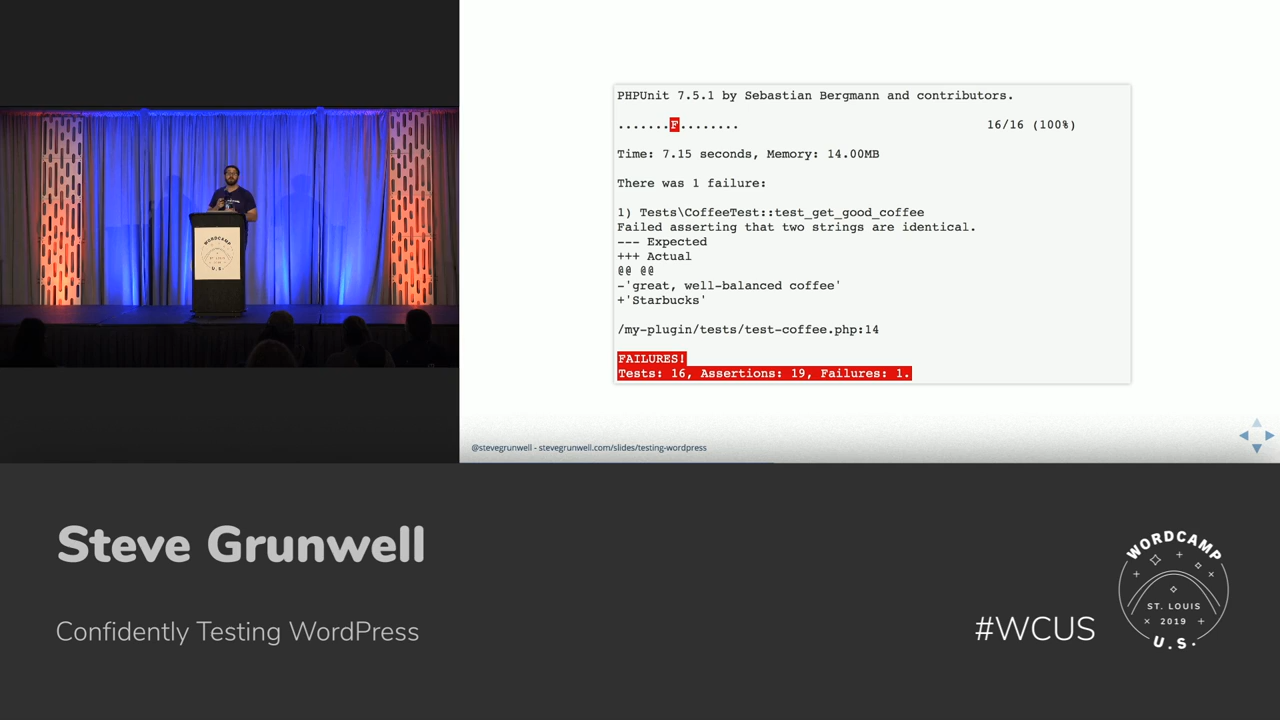 PHPUnit 7.5.1 by Sebastian Bergmann and contributors.
.......F........ 16/16 (100%)
Time: 7.15 seconds, Memory: 14.00MB
There was 1 failure:
1) Tests\CoffeeTest::test_get_good_coffee
Failed asserting that two strings are identical.
--- Expected
+++ Actual
@@ @@
-'great, well-balanced coffee'
+'Starbucks'
/my-plugin/tests/test-coffee.php:14
FAILURES!
Tests: 16, Assertions: 19, Failures: 1.
@stevegrunwell - stevegrunwell.com/slides/testing-wordpress
WORDCAMP
U.S.
Steve Grunwell
Confidently Testing WordPress
#WCUS
WORDCAMP
ST. LOUIS
2019
U.S.